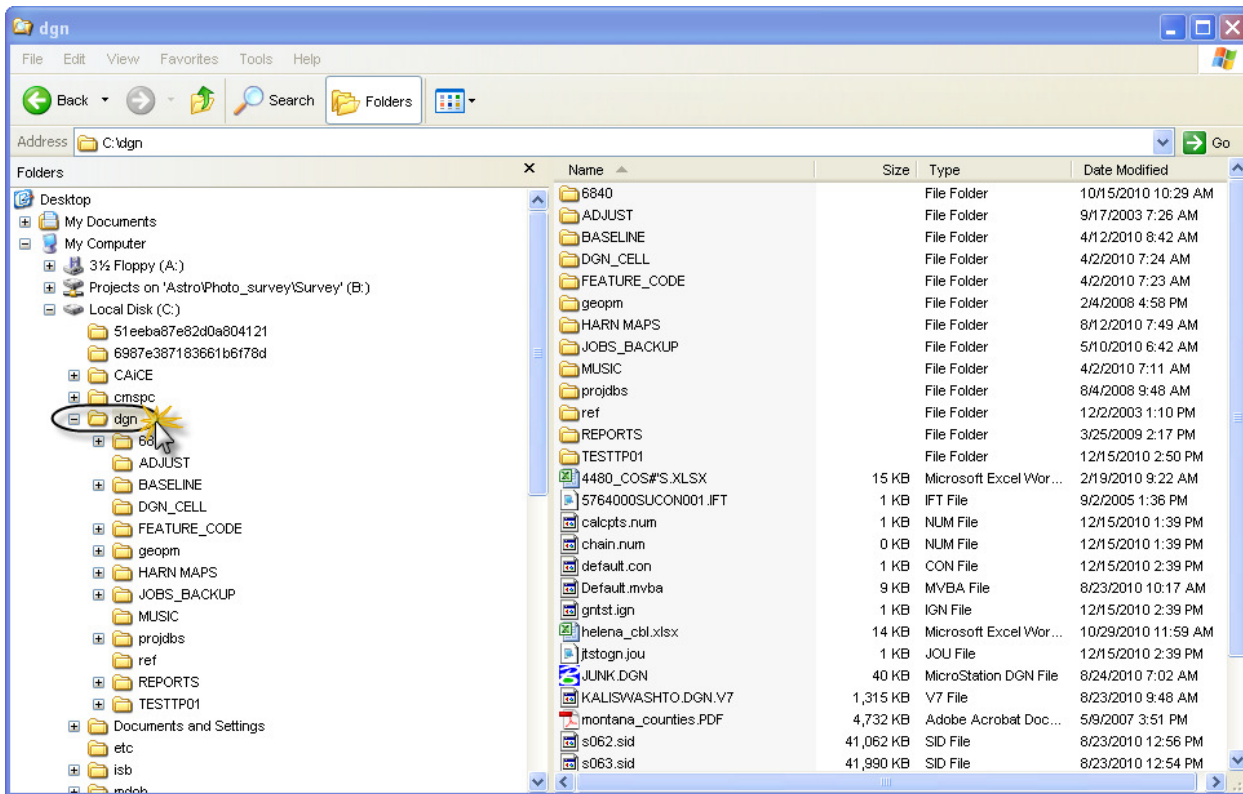 dgn
File Edit View Favorites Tools Help
Back Search Folders
Address C:\dgn Go
Folders
Desktop
My Documents
My Computer
3½ Floppy (A:)
Projects on 'Astro\Photo_survey\Survey' (B:)
Local Disk (C:)
51eeba87e82d0a804121
6987e387183661b6f78d
CAiCE
cmspc
dgn
ADJUST
BASELINE
DGN_CELL
FEATURE_CODE
geopm
HARN MAPS
JOBS_BACKUP
MUSIC
projdbs
ref
REPORTS
TESTTP01
Documents and Settings
etc
isb
Name Size Type Date Modified
6840 File Folder 10/15/2010 10:29 AM
ADJUST File Folder 9/17/2003 7:26 AM
BASELINE File Folder 4/12/2010 8:42 AM
DGN_CELL File Folder 4/2/2010 7:24 AM
FEATURE_CODE File Folder 4/2/2010 7:23 AM
geopm File Folder 2/4/2008 4:58 PM
HARN MAPS File Folder 8/12/2010 7:49 AM
JOBS_BACKUP File Folder 5/10/2010 6:42 AM
MUSIC File Folder 4/2/2010 7:11 AM
projdbs File Folder 8/4/2008 9:48 AM
ref File Folder 12/2/2003 1:10 PM
REPORTS File Folder 3/25/2009 2:17 PM
TESTTP01 File Folder 12/15/2010 2:50 PM
4480_COS#'S.XLSX 15 KB Microsoft Excel Wor... 2/19/2010 9:22 AM
5764000SUCON001.IFT 1 KB IFT File 9/2/2005 1:36 PM
calcpts.num 1 KB NUM File 12/15/2010 1:39 PM
chain.num 0 KB NUM File 12/15/2010 1:39 PM
default.con 1 KB CON File 12/15/2010 2:39 PM
Default.mvba 9 KB MVBA File 8/23/2010 10:17 AM
gntst.ign 1 KB IGN File 12/15/2010 2:39 PM
helena_cbl.xlsx 14 KB Microsoft Excel Wor... 10/29/2010 11:59 AM
jtstogn.jou 1 KB JOU File 12/15/2010 2:39 PM
JUNK.DGN 40 KB MicroStation DGN File 8/24/2010 7:02 AM
KALISWASHTO.DGN.V7 1,315 KB V7 File 8/23/2010 9:48 AM
montana_counties.PDF 4,732 KB Adobe Acrobat Doc... 5/9/2007 3:51 PM
s062.sid 41,062 KB SID File 8/23/2010 12:56 PM
s063.sid 41,990 KB SID File 8/23/2010 12:54 PM